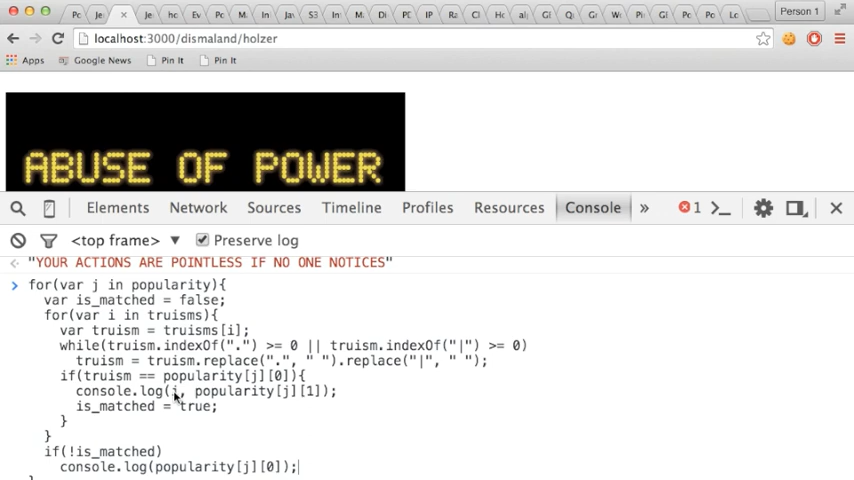 Person 1
localhost:3000/dismaland/holzer
Apps Google News Pin It Pin It
ABUSE OF POWER
Elements Network Sources Timeline Profiles Resources Console » 1
<top frame> ▼ Preserve log
"YOUR ACTIONS ARE POINTLESS IF NO ONE NOTICES"
for(var j in popularity){
var is_matched = false;
for(var i in truisms){
var truism = truisms[i];
while(truism.indexOf(".") >= 0 || truism.indexOf("|") >= 0)
truism = truism.replace(".", " ").replace("|", " ");
if(truism == popularity[j][0]){
console.log(i, popularity[j][1]);
is_matched = true;
}
}
if(!is_matched)
console.log(popularity[j][0]);